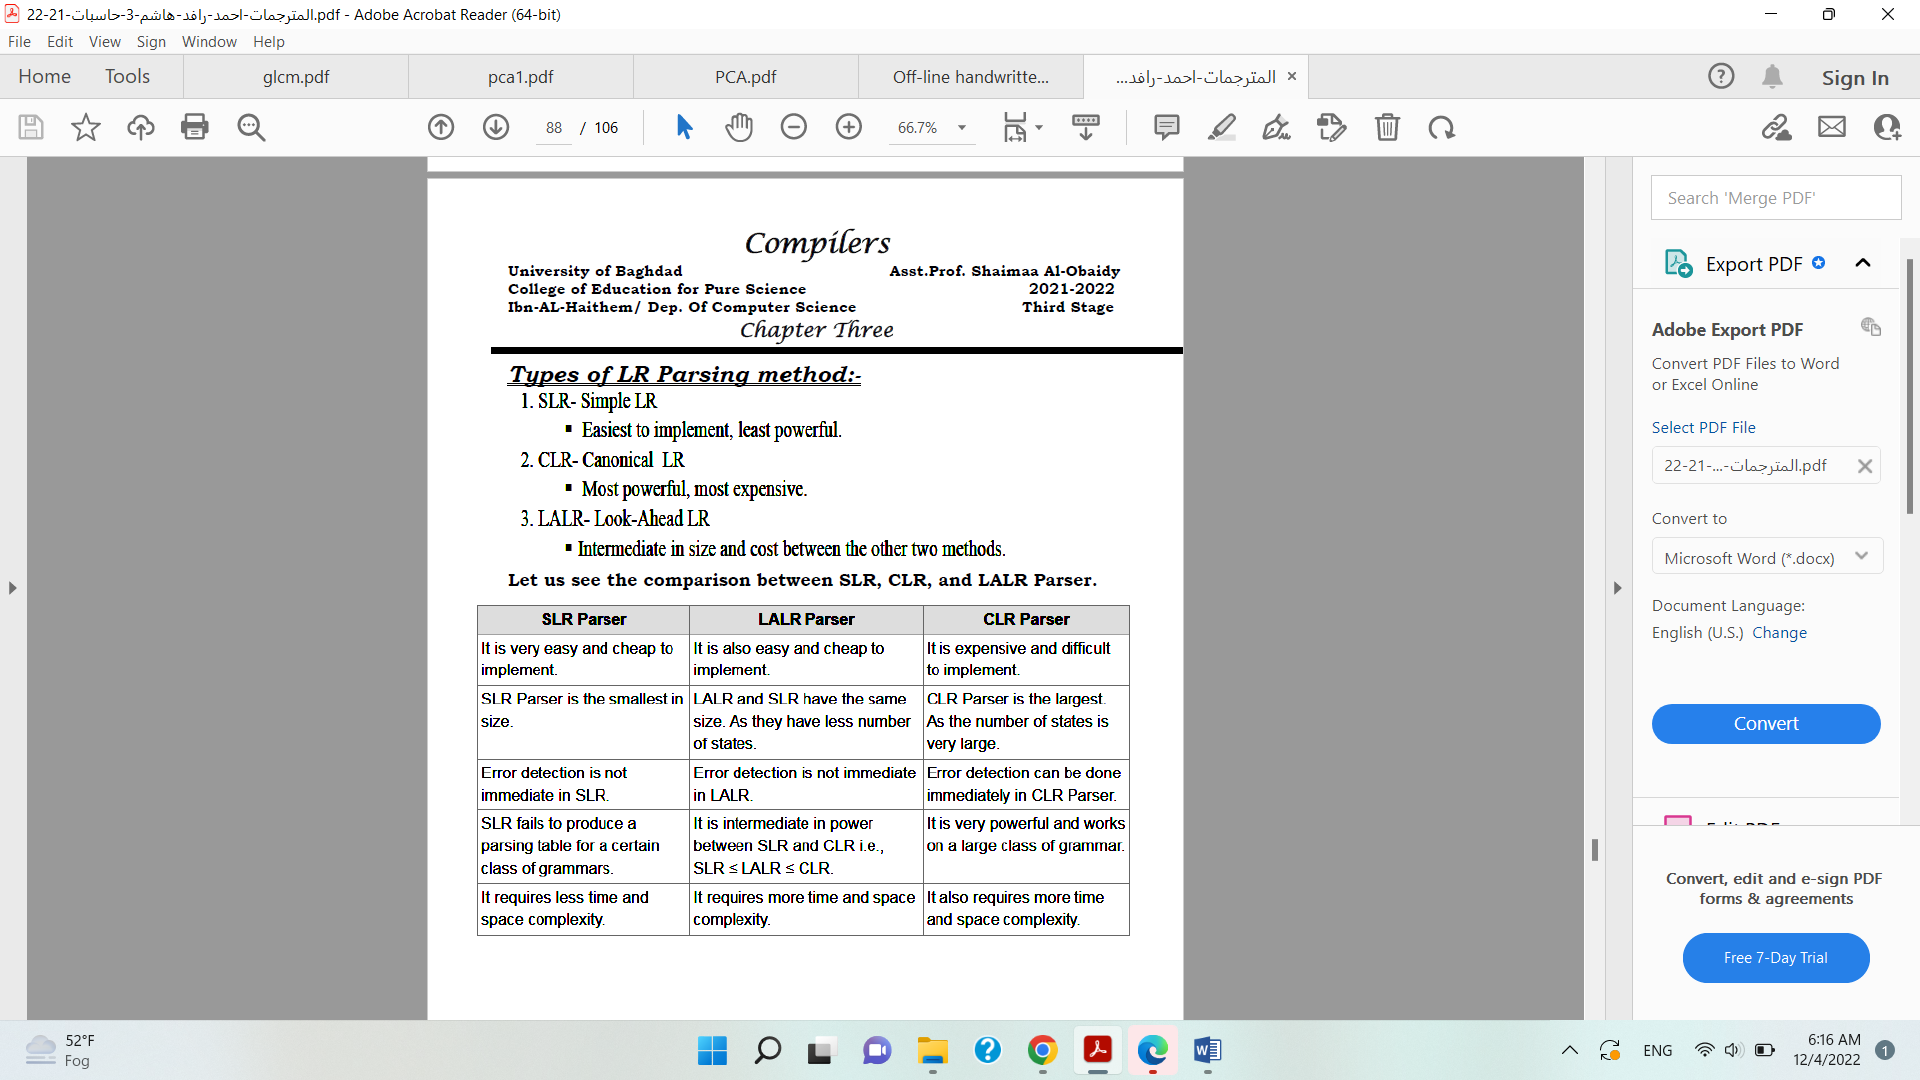 22-21-المترجمات-احمد-رافد-هاشم-3-حاسبات.pdf - Adobe Acrobat Reader (64-bit)
File Edit View Sign Window Help
Home Tools glcm.pdf pca1.pdf PCA.pdf Off-line handwritte... المترجمات-احمد-رافد... × Sign In
88 / 106 66.7%
Compilers
University of Baghdad Asst.Prof. Shaimaa Al-Obaidy
College of Education for Pure Science 2021-2022
Ibn-AL-Haithem/ Dep. Of Computer Science Third Stage
Chapter Three
Types of LR Parsing method:-
1. SLR- Simple LR
▪ Easiest to implement, least powerful.
2. CLR- Canonical LR
▪ Most powerful, most expensive.
3. LALR- Look-Ahead LR
▪ Intermediate in size and cost between the other two methods.
Let us see the comparison between SLR, CLR, and LALR Parser.
SLR Parser LALR Parser CLR Parser
It is very easy and cheap to It is also easy and cheap to It is expensive and difficult
implement. implement. to implement.
SLR Parser is the smallest in LALR and SLR have the same CLR Parser is the largest.
size. size. As they have less number As the number of states is
of states. very large.
Error detection is not Error detection is not immediate Error detection can be done
immediate in SLR. in LALR. immediately in CLR Parser.
SLR fails to produce a It is intermediate in power It is very powerful and works
parsing table for a certain between SLR and CLR i.e., on a large class of grammar.
class of grammars. SLR ≤ LALR ≤ CLR.
It requires less time and It requires more time and space It also requires more time
space complexity. complexity. and space complexity.
Search 'Merge PDF'
Export PDF
Adobe Export PDF
Convert PDF Files to Word
or Excel Online
Select PDF File
22-21-...-المترجمات.pdf
Convert to
Microsoft Word (*.docx)
Document Language:
English (U.S.) Change
Convert
Edit PDF
Convert, edit and e-sign PDF
forms & agreements
Free 7-Day Trial
52°F
Fog
ENG
6:16 AM
12/4/2022
1